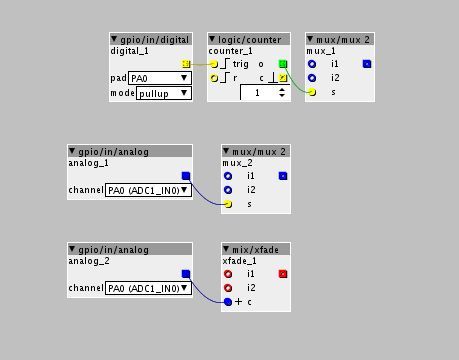 gpio/in/digital
digital_1
pad PA0
mode pullup
logic/counter
counter_1
trig o
r c
1
mux/mux 2
mux_1
i1
i2
s
gpio/in/analog
analog_1
channel PA0 (ADC1_IN0)
mux/mux 2
mux_2
i1
i2
s
gpio/in/analog
analog_2
channel PA0 (ADC1_IN0)
mix/xfade
xfade_1
i1
i2
+ c